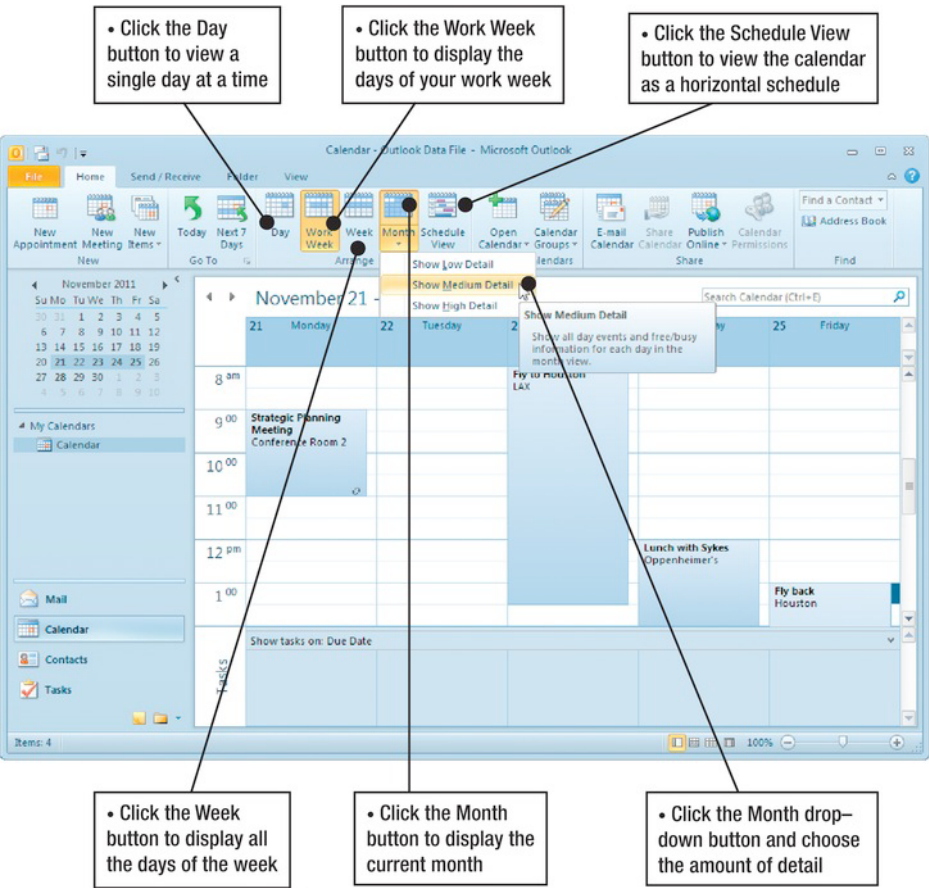 • Click the Day
button to view a
single day at a time
• Click the Work Week
button to display the
days of your work week
• Click the Schedule View
button to view the calendar
as a horizontal schedule
Calendar - Outlook Data File - Microsoft Outlook
File Home Send / Receive Folder View
New Appointment
New Meeting
New Items
Today
Next 7 Days
Day
Work Week
Week
Month
Schedule View
Open Calendar
Calendar Groups
E-mail Calendar
Share Calendar
Publish Online
Calendar Permissions
Find a Contact
Address Book
New
Go To
Arrange
Share
Find
Show Low Detail
Show Medium Detail
Show High Detail
Show Medium Detail
Show all day events and free/busy
information for each day in the
month view.
November 2011
Su Mo Tu We Th Fr Sa
30 31 1 2 3 4 5
6 7 8 9 10 11 12
13 14 15 16 17 18 19
20 21 22 23 24 25 26
27 28 29 30 1 2 3
4 5 6 7 8 9 10
My Calendars
Calendar
Mail
Calendar
Contacts
Tasks
November 21 -
Search Calendar (Ctrl+E)
21 Monday
22 Tuesday
25 Friday
8 am
9 00
10 00
11 00
12 pm
1 00
Strategic Planning
Meeting
Conference Room 2
Fly to Houston
LAX
Lunch with Sykes
Oppenheimer's
Fly back
Houston
Show tasks on: Due Date
Tasks
Items: 4
100%
• Click the Week
button to display all
the days of the week
• Click the Month
button to display the
current month
• Click the Month drop–
down button and choose
the amount of detail